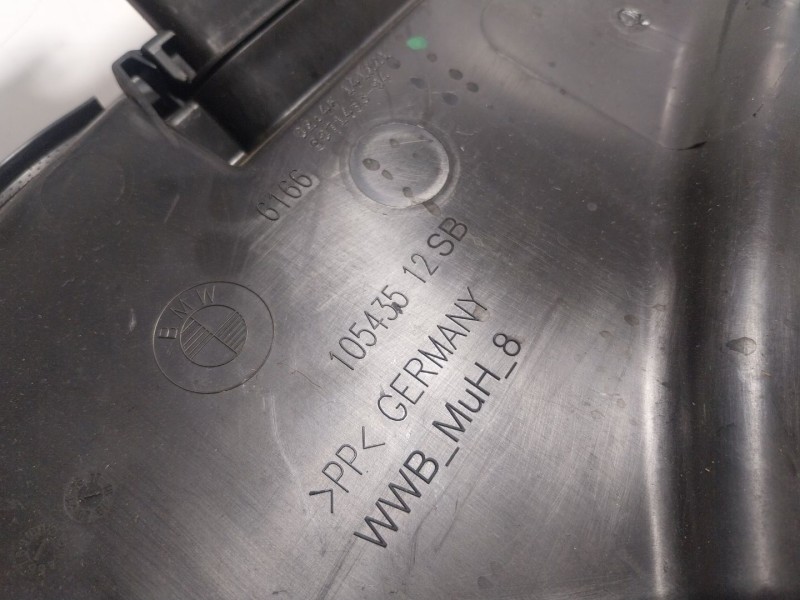 6166
105435 12 SB
>PP< GERMANY
WWB_MuH_8
BMW